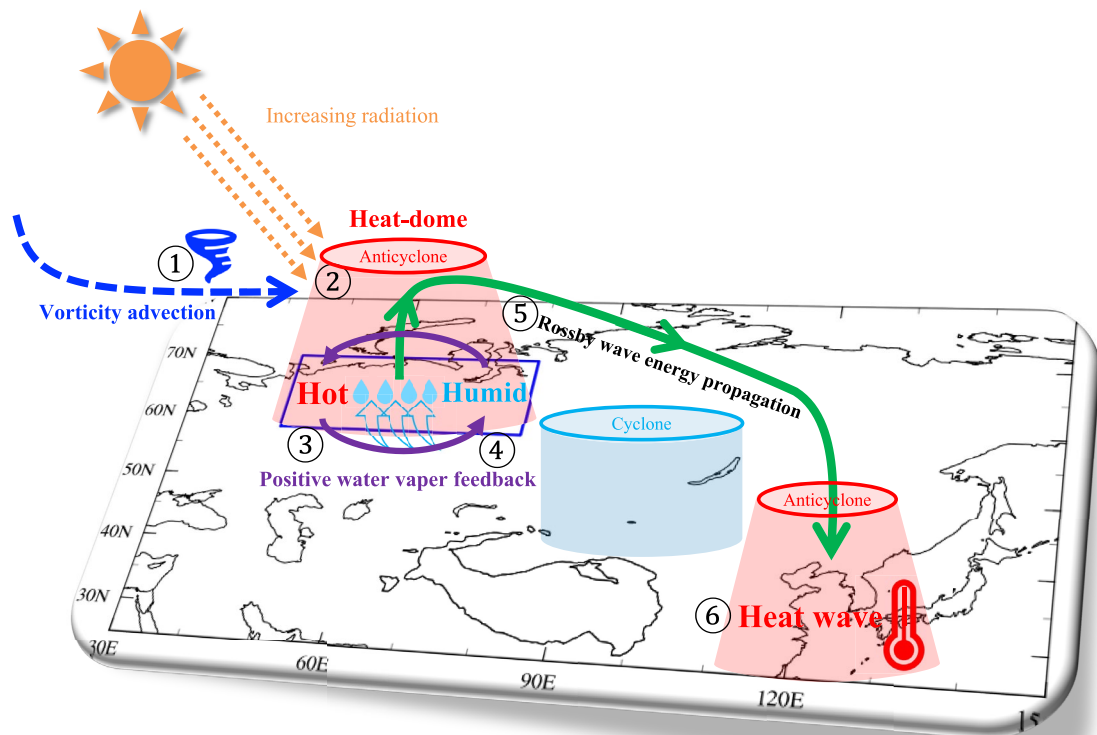 Increasing radiation
Heat-dome
Anticyclone
①
②
Vorticity advection
⑤
Rossby wave energy propagation
70N
60N
50N
40N
30N
Hot
Humid
③
④
Positive water vaper feedback
Cyclone
Anticyclone
⑥ Heat wave
30E
60E
90E
120E